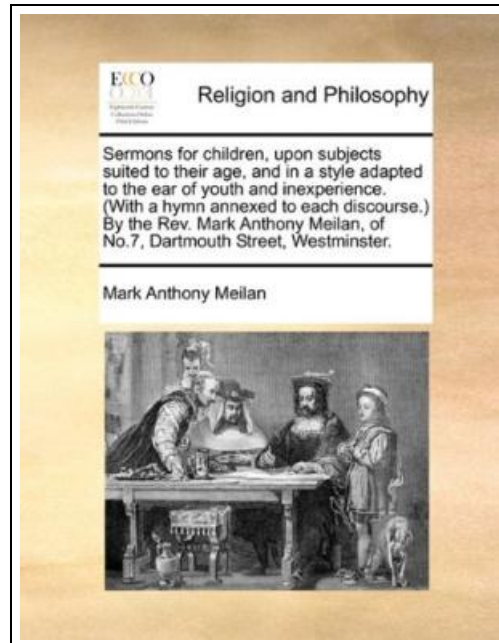 ECCO
Religion and Philosophy
Sermons for children, upon subjects
suited to their age, and in a style adapted
to the ear of youth and inexperience.
(With a hymn annexed to each discourse.)
By the Rev. Mark Anthony Meilan, of
No.7, Dartmouth Street, Westminster.
Mark Anthony Meilan